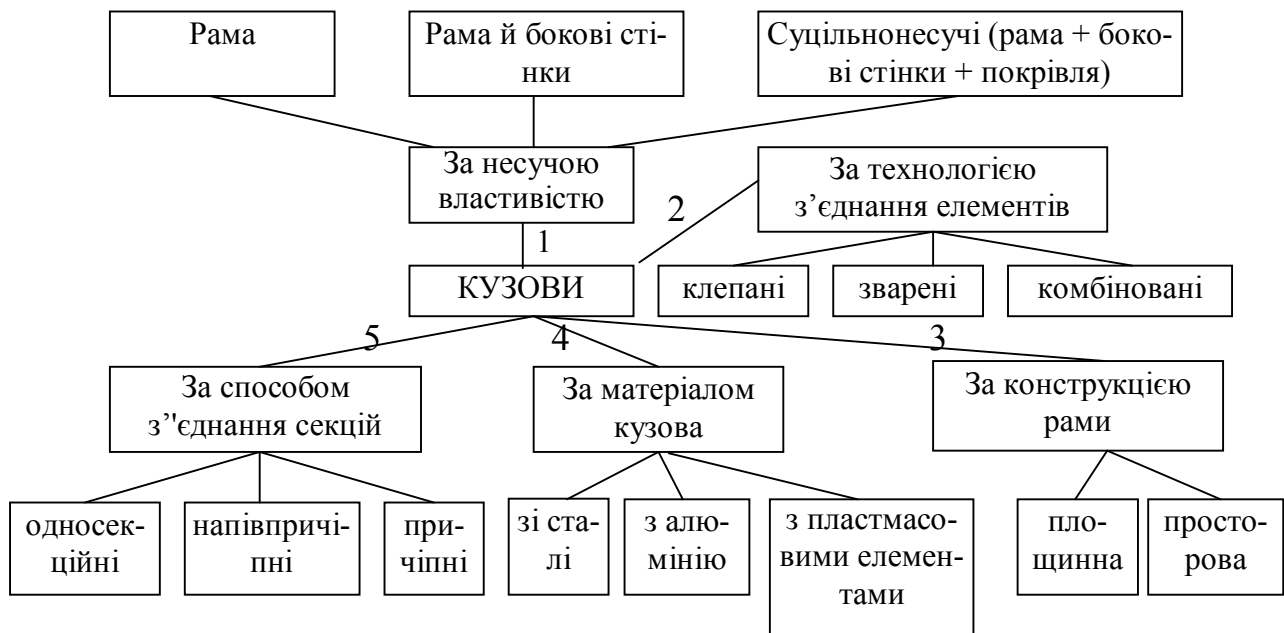 Рама
Рама й бокові сті-
нки
Суцільнонесучі (рама + боко-
ві стінки + покрівля)
За несучою
властивістю
За технологією
з’єднання елементів
2
1
КУЗОВИ
клепані
зварені
комбіновані
5
4
3
За способом
з’'єднання секцій
За матеріалом
кузова
За конструкцією
рами
односек-
ційні
напівпричі-
пні
при-
чіпні
зі ста-
лі
з алю-
мінію
з пластмасо-
вими елемен-
тами
пло-
щинна
просто-
рова